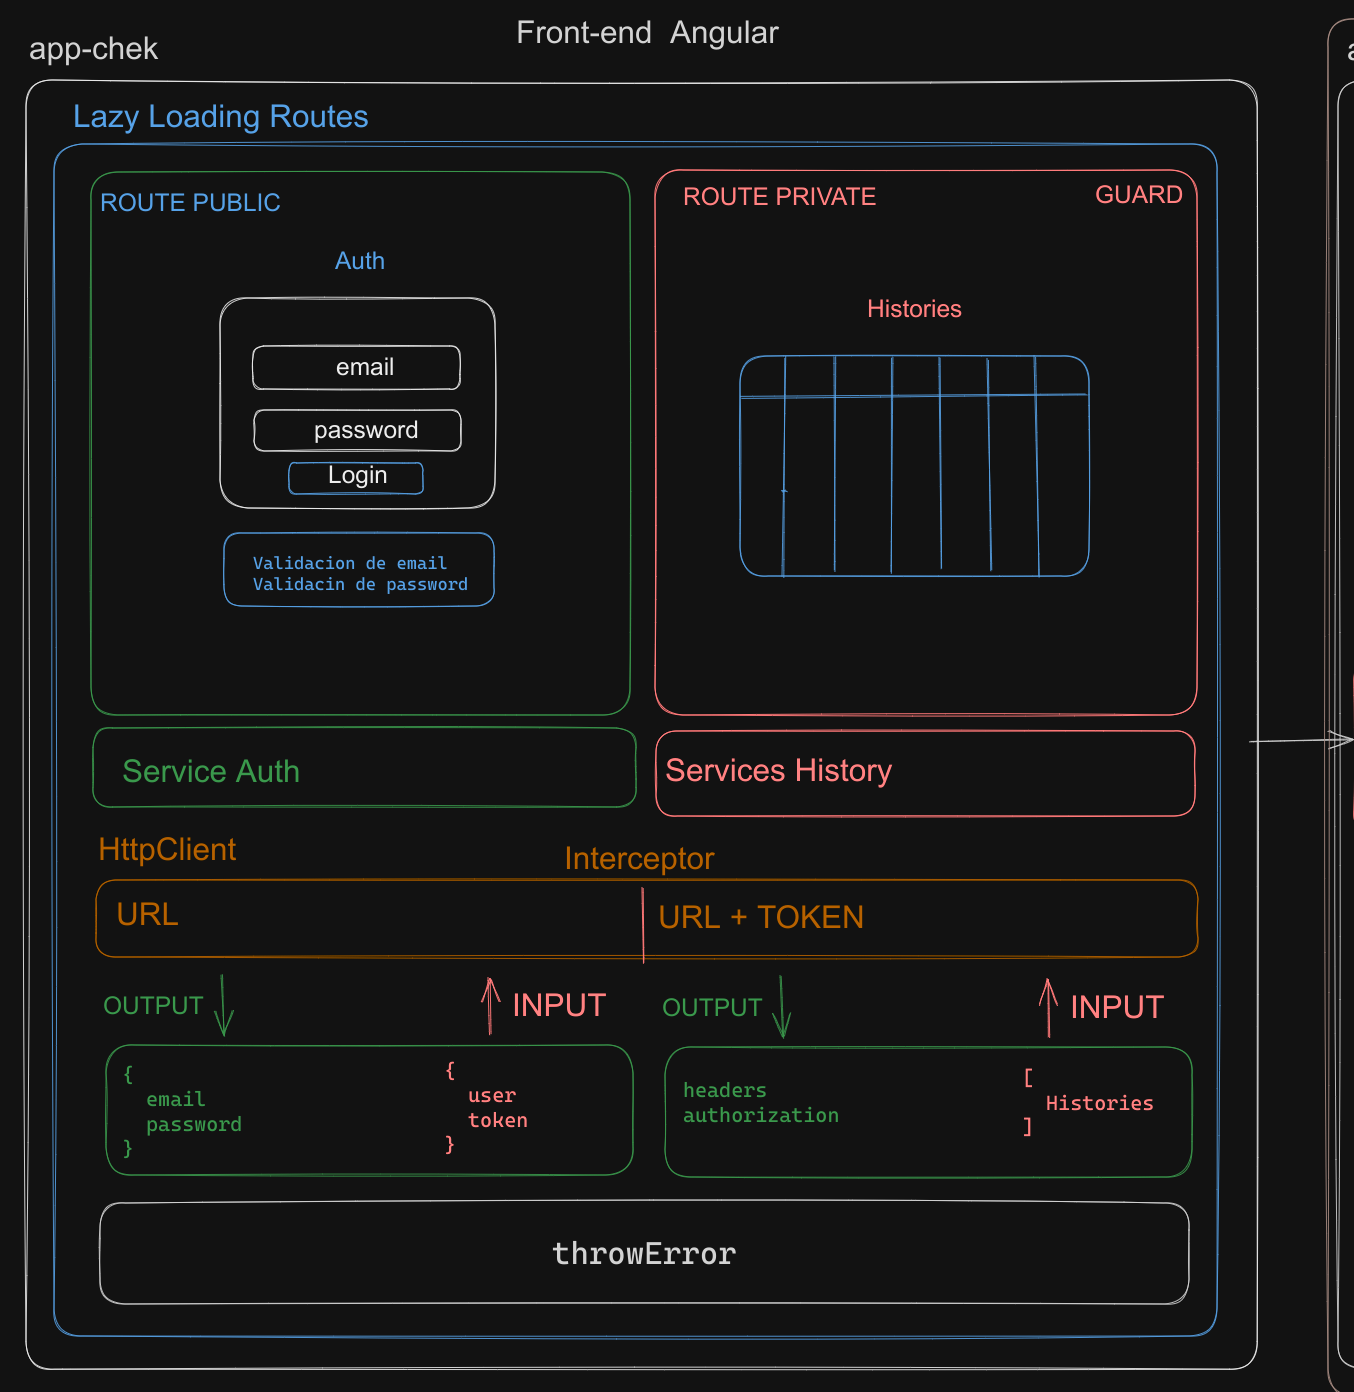 Front-end  Angular
app-chek
Lazy Loading Routes
ROUTE PUBLIC
Auth
email
password
Login
Validacion de email
Validacin de password
ROUTE PRIVATE
GUARD
Histories
Service Auth
Services History
HttpClient
Interceptor
URL
URL + TOKEN
OUTPUT
INPUT
OUTPUT
INPUT
{
email
password
}
{
user
token
}
headers
authorization
[
Histories
]
throwError